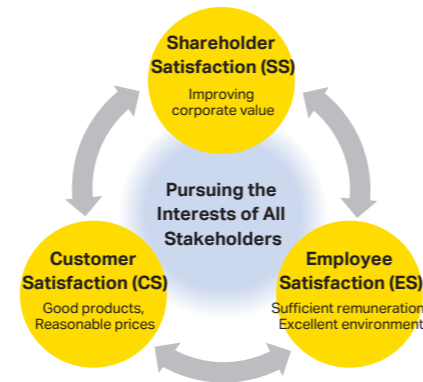 Shareholder
Satisfaction (SS)
Improving
corporate value
Pursuing the
Interests of All
Stakeholders
Customer
Satisfaction (CS)
Good products,
Reasonable prices
Employee
Satisfaction (ES)
Sufficient remuneration
Excellent environment